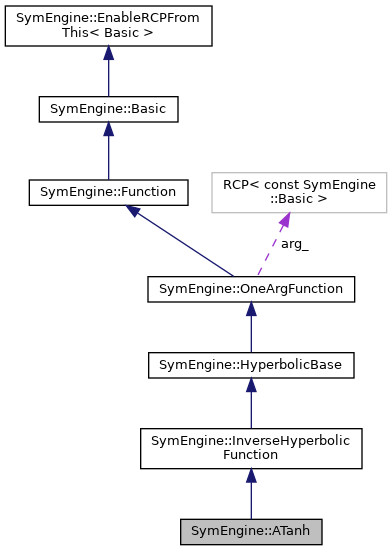 SymEngine::EnableRCPFrom
This< Basic >
SymEngine::Basic
SymEngine::Function
RCP< const SymEngine
::Basic >
arg_
SymEngine::OneArgFunction
SymEngine::HyperbolicBase
SymEngine::InverseHyperbolic
Function
SymEngine::ATanh